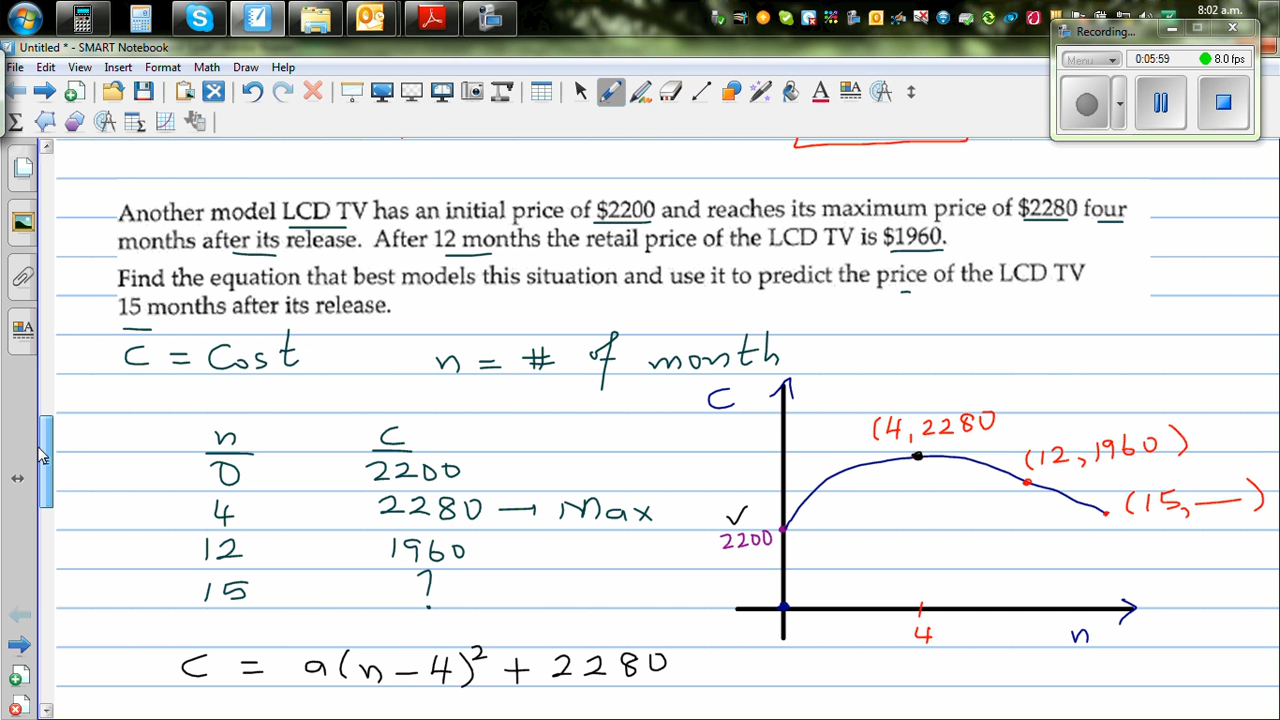 8:02 a.m.
Untitled * - SMART Notebook
Recording...
File Edit View Insert Format Math Draw Help
Menu 0:05:59 8.0 fps
Another model LCD TV has an initial price of $2200 and reaches its maximum price of $2280 four
months after its release. After 12 months the retail price of the LCD TV is $1960.
Find the equation that best models this situation and use it to predict the price of the LCD TV
15 months after its release.
C = Cost n = # of month
C
n C
0 2200
4 2280 → Max
12 1960
15 ?
(4, 2280
(12, 1960)
(15, —)
✓
2200
4 n
C = a(n - 4)² + 2280